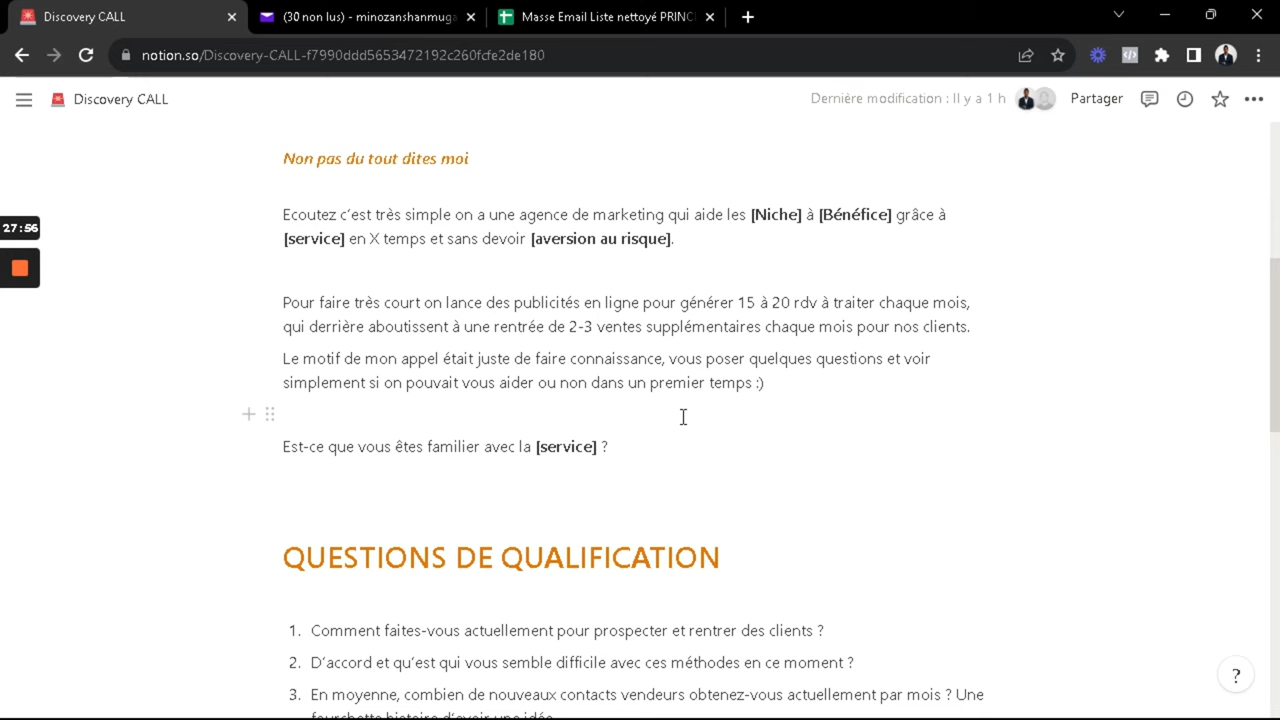 Discovery CALL
(30 non lus) - minozanshanmuga
Masse Email Liste nettoyé PRINC
notion.so/Discovery-CALL-f7990ddd5653472192c260fcfe2de180
Discovery CALL
Dernière modification : Il y a 1 h
Partager
Non pas du tout dites moi
27:56
Ecoutez c'est très simple on a une agence de marketing qui aide les [Niche] à [Bénéfice] grâce à
[service] en X temps et sans devoir [aversion au risque].
Pour faire très court on lance des publicités en ligne pour générer 15 à 20 rdv à traiter chaque mois,
qui derrière aboutissent à une rentrée de 2-3 ventes supplémentaires chaque mois pour nos clients.
Le motif de mon appel était juste de faire connaissance, vous poser quelques questions et voir
simplement si on pouvait vous aider ou non dans un premier temps :)
Est-ce que vous êtes familier avec la [service] ?
QUESTIONS DE QUALIFICATION
1. Comment faites-vous actuellement pour prospecter et rentrer des clients ?
2. D'accord et qu'est qui vous semble difficile avec ces méthodes en ce moment ?
3. En moyenne, combien de nouveaux contacts vendeurs obtenez-vous actuellement par mois ? Une
fourchette histoire d'avoir une idée
?